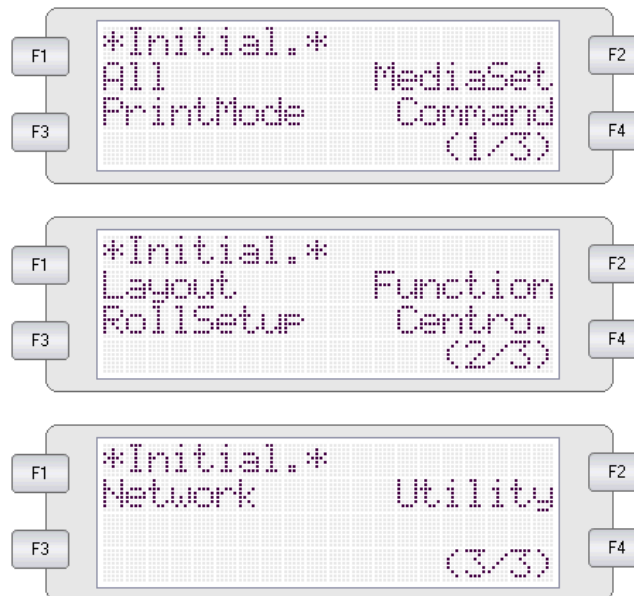 *Initial.*
F1 F2
All MediaSet
PrintMode Command
F3 F4
(1/3)
*Initial.*
F1 F2
Layout Function
RollSetup Centro.
F3 F4
(2/3)
*Initial.*
F1 F2
Network Utility
F3 F4
(3/3)